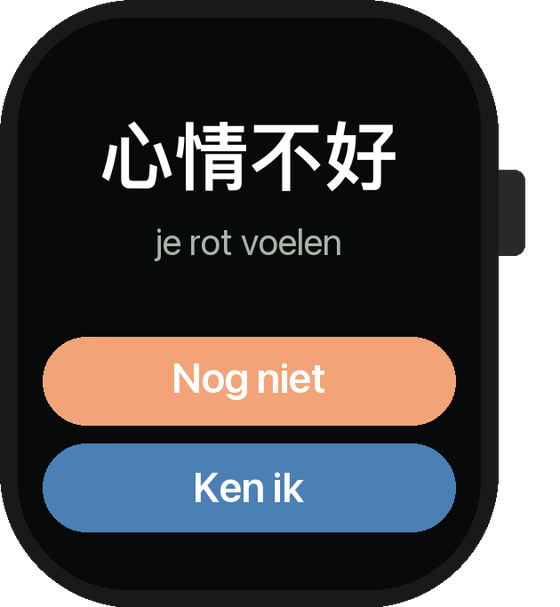 心情不好
je rot voelen
Nog niet
Ken ik